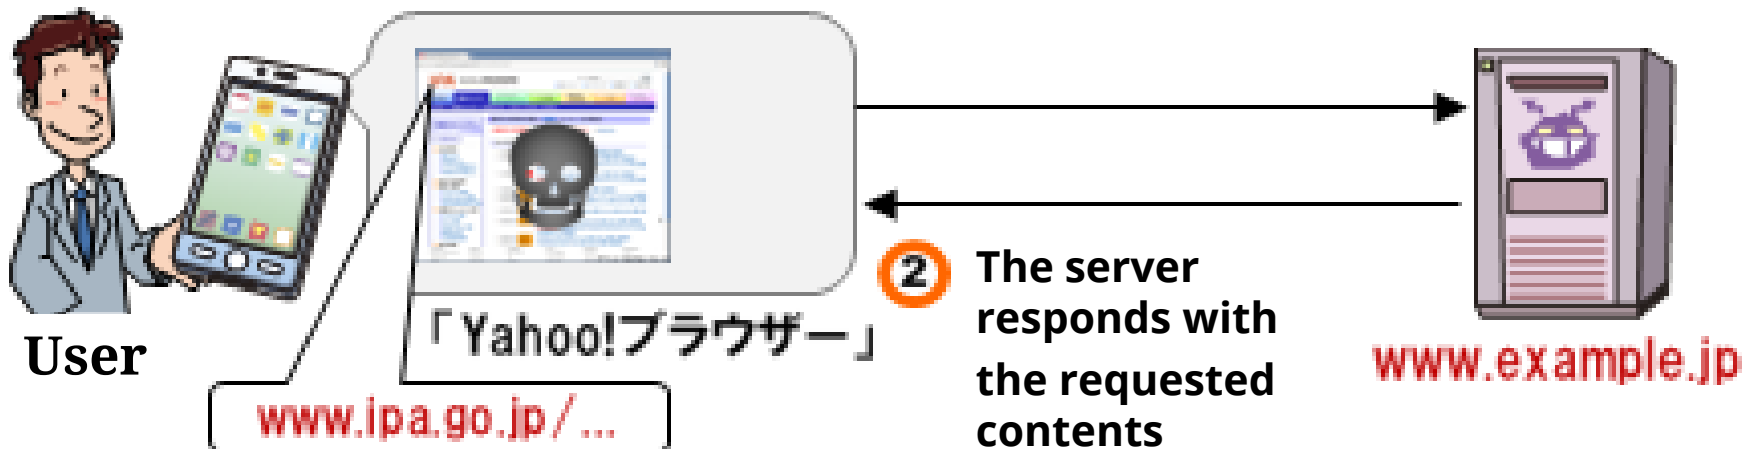 User
「Yahoo!ブラウザー」
www.ipa.go.jp/...
2
The server
responds with
the requested
contents
www.example.jp